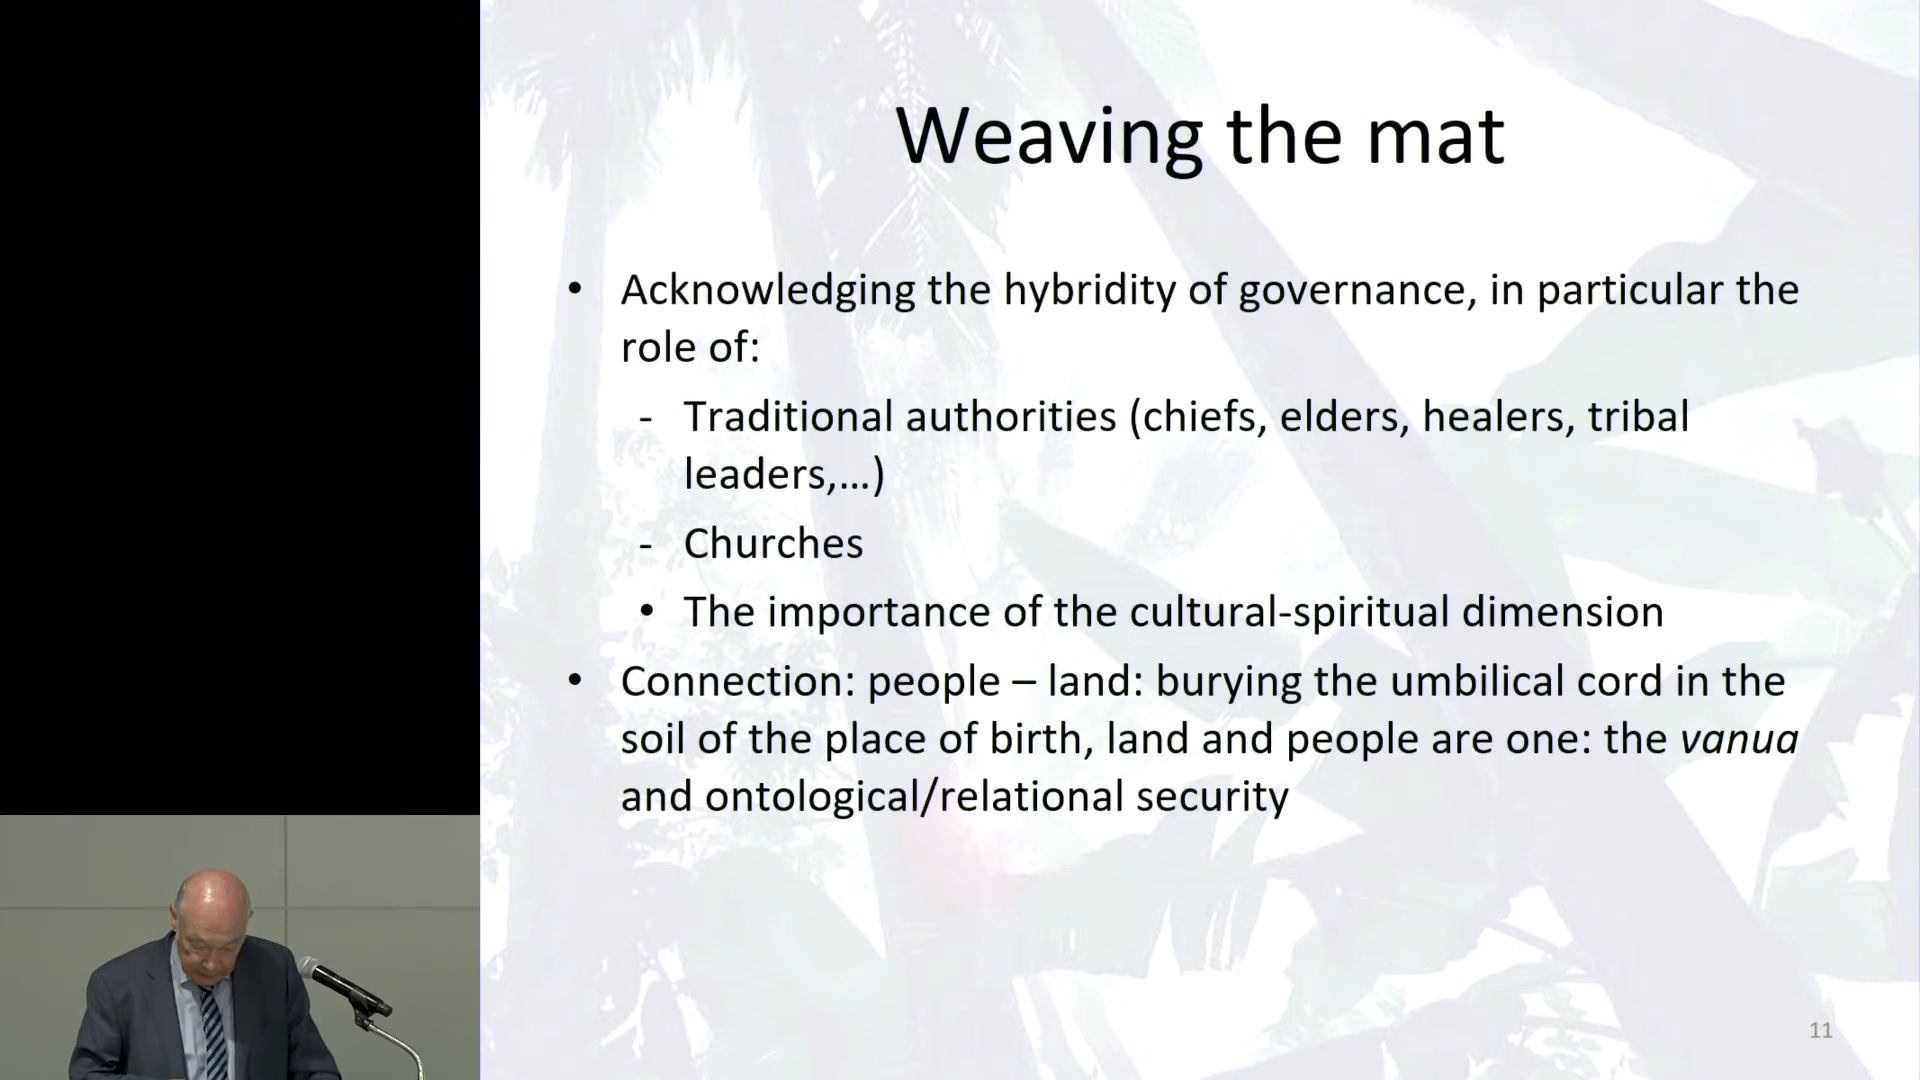 Weaving the mat
• Acknowledging the hybridity of governance, in particular the
role of:
- Traditional authorities (chiefs, elders, healers, tribal
leaders,…)
- Churches
• The importance of the cultural-spiritual dimension
• Connection: people – land: burying the umbilical cord in the
soil of the place of birth, land and people are one: the vanua
and ontological/relational security
11